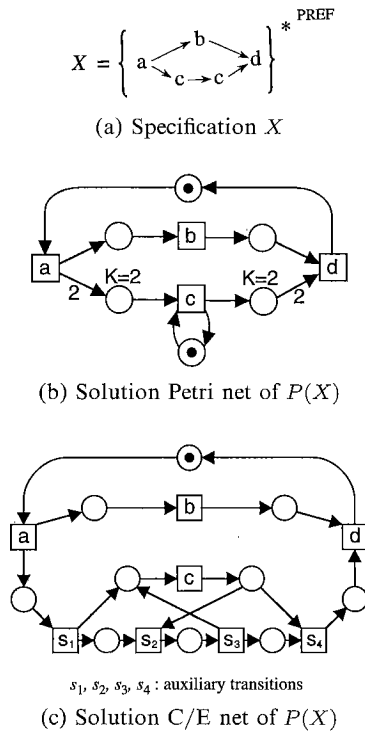 PREF
X = { a b c c d } *
(a) Specification X
a b d
K=2 K=2
2 c 2
(b) Solution Petri net of P(X)
a b d
c
s₁ s₂ s₃ s₄
s₁, s₂, s₃, s₄ : auxiliary transitions
(c) Solution C/E net of P(X)